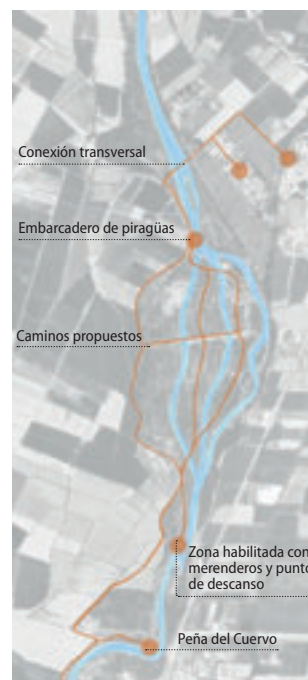 Conexión transversal
Embarcadero de piragüas
Caminos propuestos
Zona habilitada con
merenderos y punto
de descanso
Peña del Cuervo